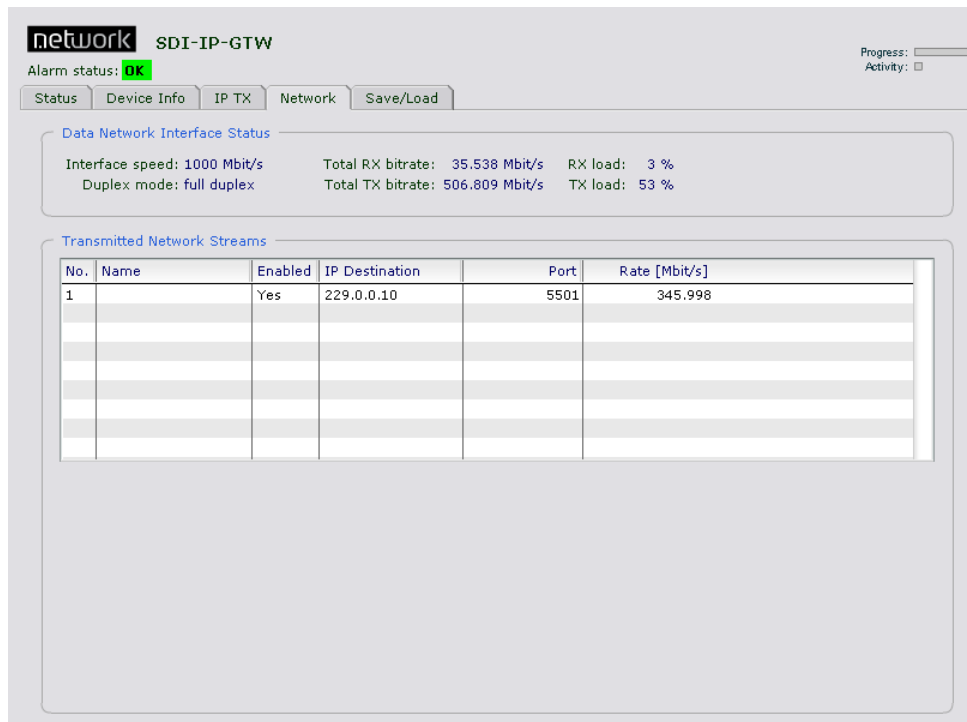 network SDI-IP-GTW
Progress:
Alarm status: OK
Activity:
Status Device Info IP TX Network Save/Load
Data Network Interface Status
Interface speed: 1000 Mbit/s Total RX bitrate: 35.538 Mbit/s RX load: 3 %
Duplex mode: full duplex Total TX bitrate: 506.809 Mbit/s TX load: 53 %
Transmitted Network Streams
No. Name Enabled IP Destination Port Rate [Mbit/s]
1 Yes 229.0.0.10 5501 345.998